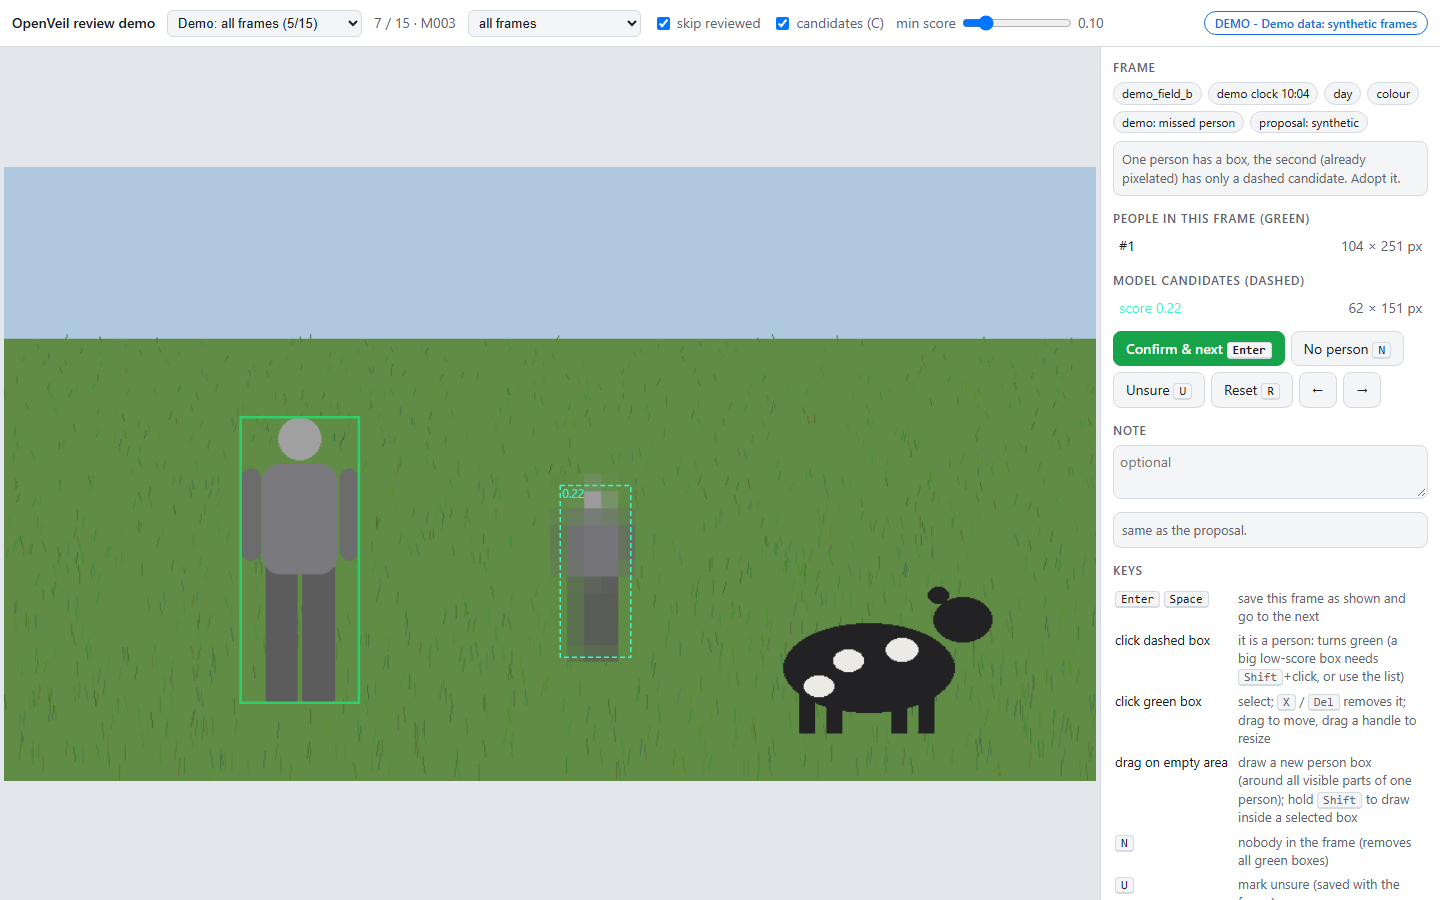 OpenVeil review demo
Demo: all frames (5/15)
7 / 15 · M003
all frames
skip reviewed
candidates (C)
min score
0.10
DEMO - Demo data: synthetic frames
0.22
FRAME
demo_field_b
demo clock 10:04
day
colour
demo: missed person
proposal: synthetic
One person has a box, the second (already
pixelated) has only a dashed candidate. Adopt it.
PEOPLE IN THIS FRAME (GREEN)
#1 104 × 251 px
MODEL CANDIDATES (DASHED)
score 0.22 62 × 151 px
Confirm & next Enter
No person N
Unsure U
Reset R
←
→
NOTE
optional
same as the proposal.
KEYS
Enter Space save this frame as shown and
go to the next
click dashed box it is a person: turns green (a
big low-score box needs
Shift+click, or use the list)
click green box select; X / Del removes it;
drag to move, drag a handle to
resize
drag on empty area draw a new person box
(around all visible parts of one
person); hold Shift to draw
inside a selected box
N nobody in the frame (removes
all green boxes)
U mark unsure (saved with the